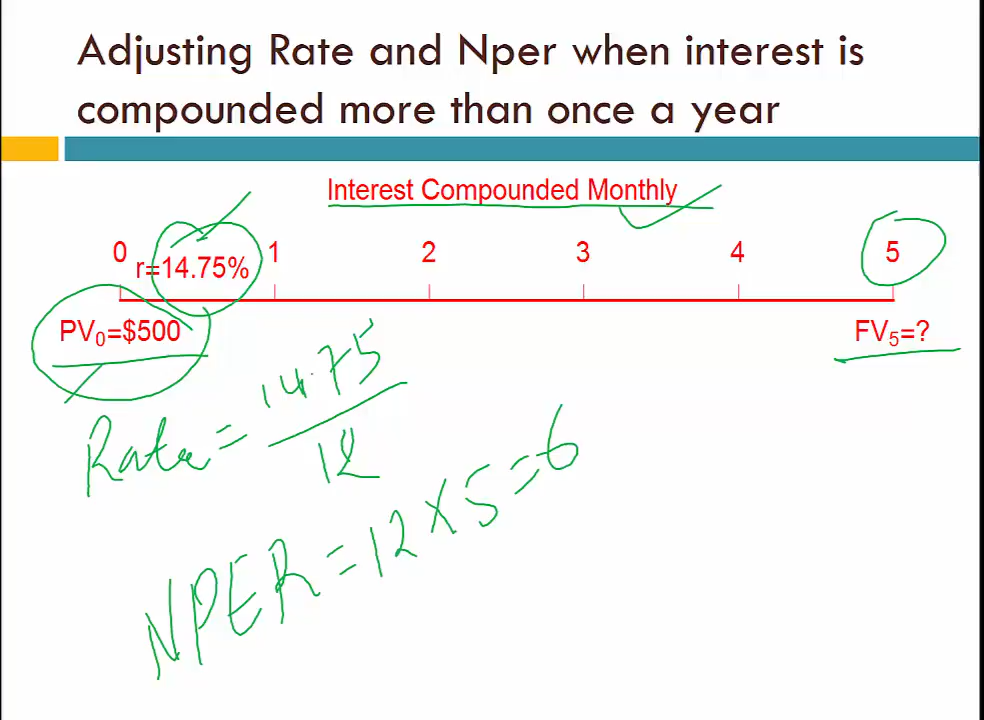 Adjusting Rate and Nper when interest is
compounded more than once a year
Interest Compounded Monthly
0 1 2 3 4 5
r=14.75%
PV₀=$500 FV₅=?
Rate = 14.75
12
NPER = 12 × 5 = 6